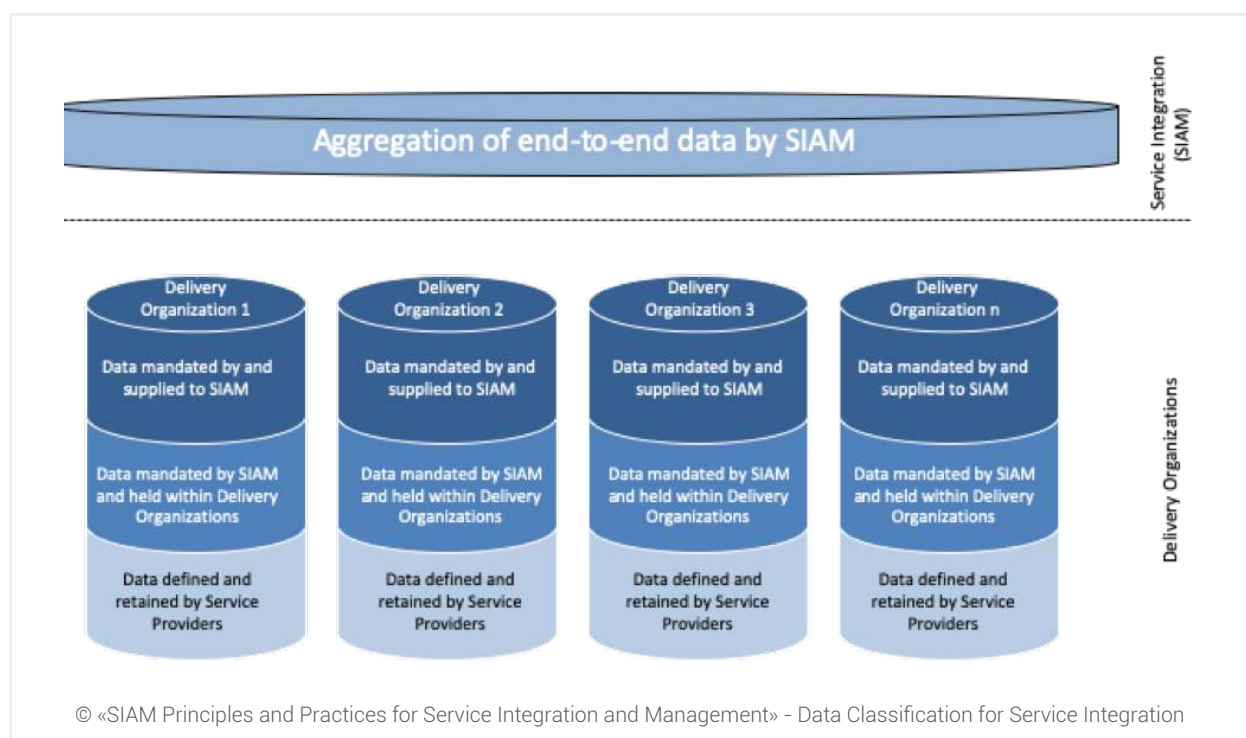 Aggregation of end-to-end data by SIAM
Service Integration
(SIAM)
Delivery
Organization 1
Data mandated by and
supplied to SIAM
Data mandated by SIAM
and held within Delivery
Organizations
Data defined and
retained by Service
Providers
Delivery
Organization 2
Data mandated by and
supplied to SIAM
Data mandated by SIAM
and held within Delivery
Organizations
Data defined and
retained by Service
Providers
Delivery
Organization 3
Data mandated by and
supplied to SIAM
Data mandated by SIAM
and held within Delivery
Organizations
Data defined and
retained by Service
Providers
Delivery
Organization n
Data mandated by and
supplied to SIAM
Data mandated by SIAM
and held within Delivery
Organizations
Data defined and
retained by Service
Providers
Delivery Organizations
© «SIAM Principles and Practices for Service Integration and Management» - Data Classification for Service Integration